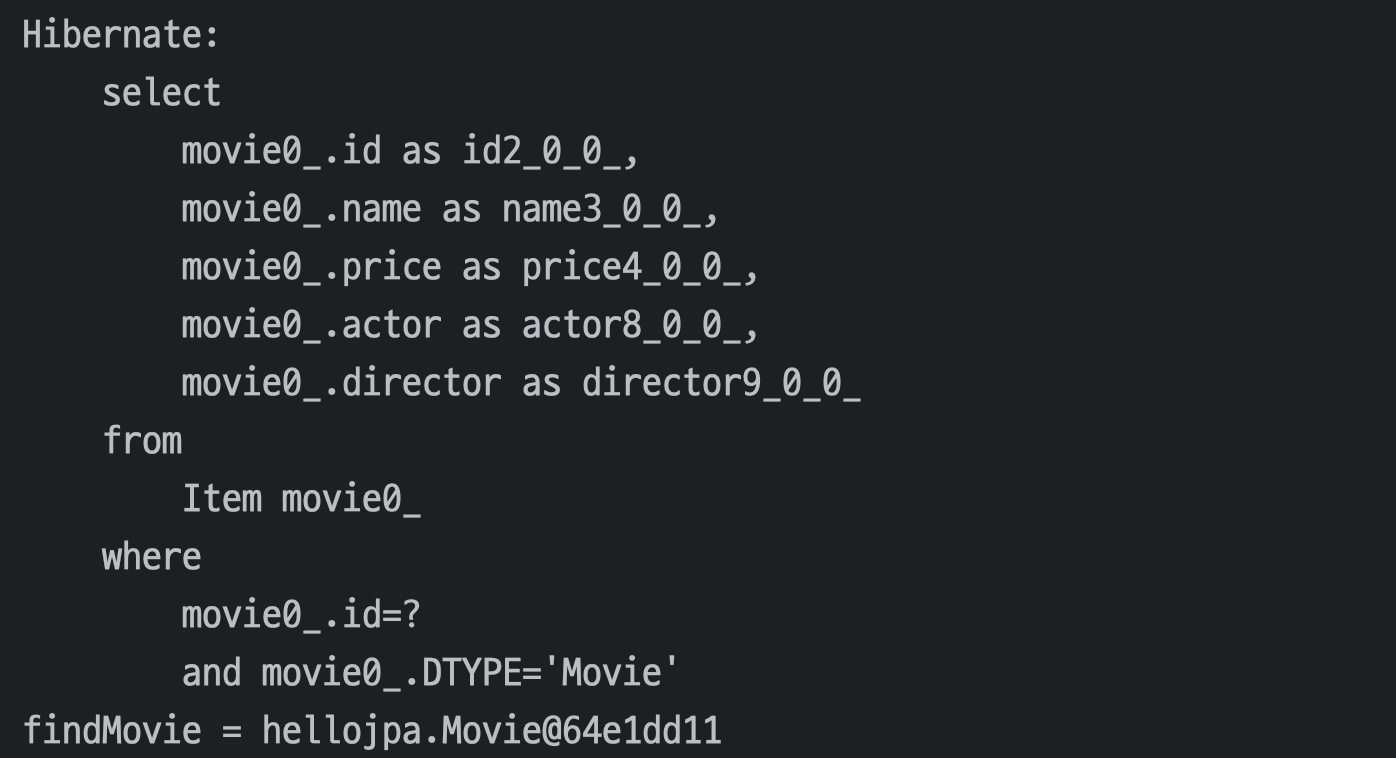 Hibernate:
    select
        movie0_.id as id2_0_0_,
        movie0_.name as name3_0_0_,
        movie0_.price as price4_0_0_,
        movie0_.actor as actor8_0_0_,
        movie0_.director as director9_0_0_
    from
        Item movie0_
    where
        movie0_.id=?
        and movie0_.DTYPE='Movie'
findMovie = hellojpa.Movie@64e1dd11